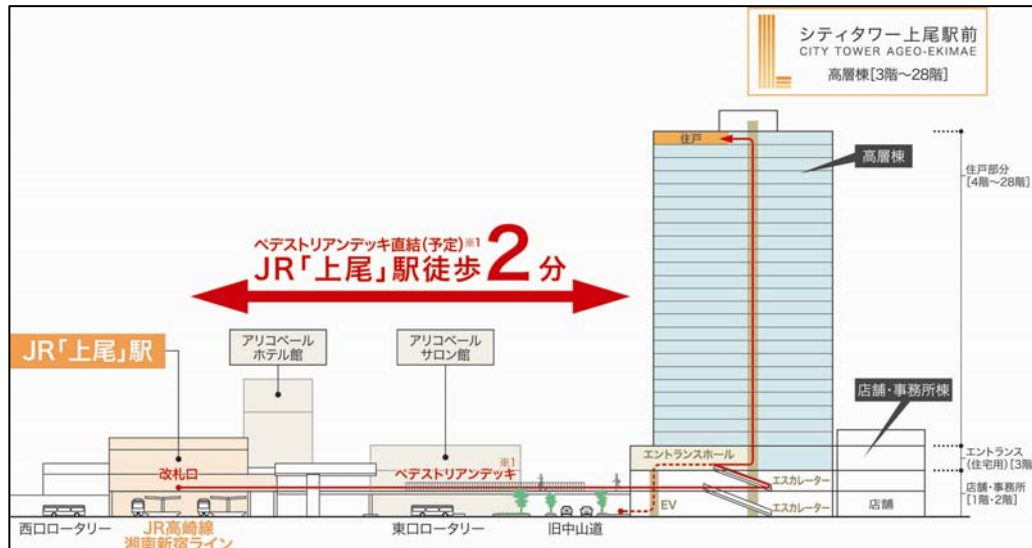 シティタワー上尾駅前
CITY TOWER AGEO-EKIMAE
高層棟[3階〜28階]
住戸
高層棟
住戸部分
[4階〜28階]
ペデストリアンデッキ直結(予定)※1
JR「上尾」駅徒歩2分
JR「上尾」駅
アリコベール
ホテル館
アリコベール
サロン館
店舗・事務所棟
エントランスホール
エントランス
(住宅用)[3階
改札口
ペデストリアンデッキ
※1
エスカレーター
店舗・事務所
[1階・2階]
EV
エスカレーター
店舗
西口ロータリー
JR高崎線
湘南新宿ライン
東口ロータリー
旧中山道